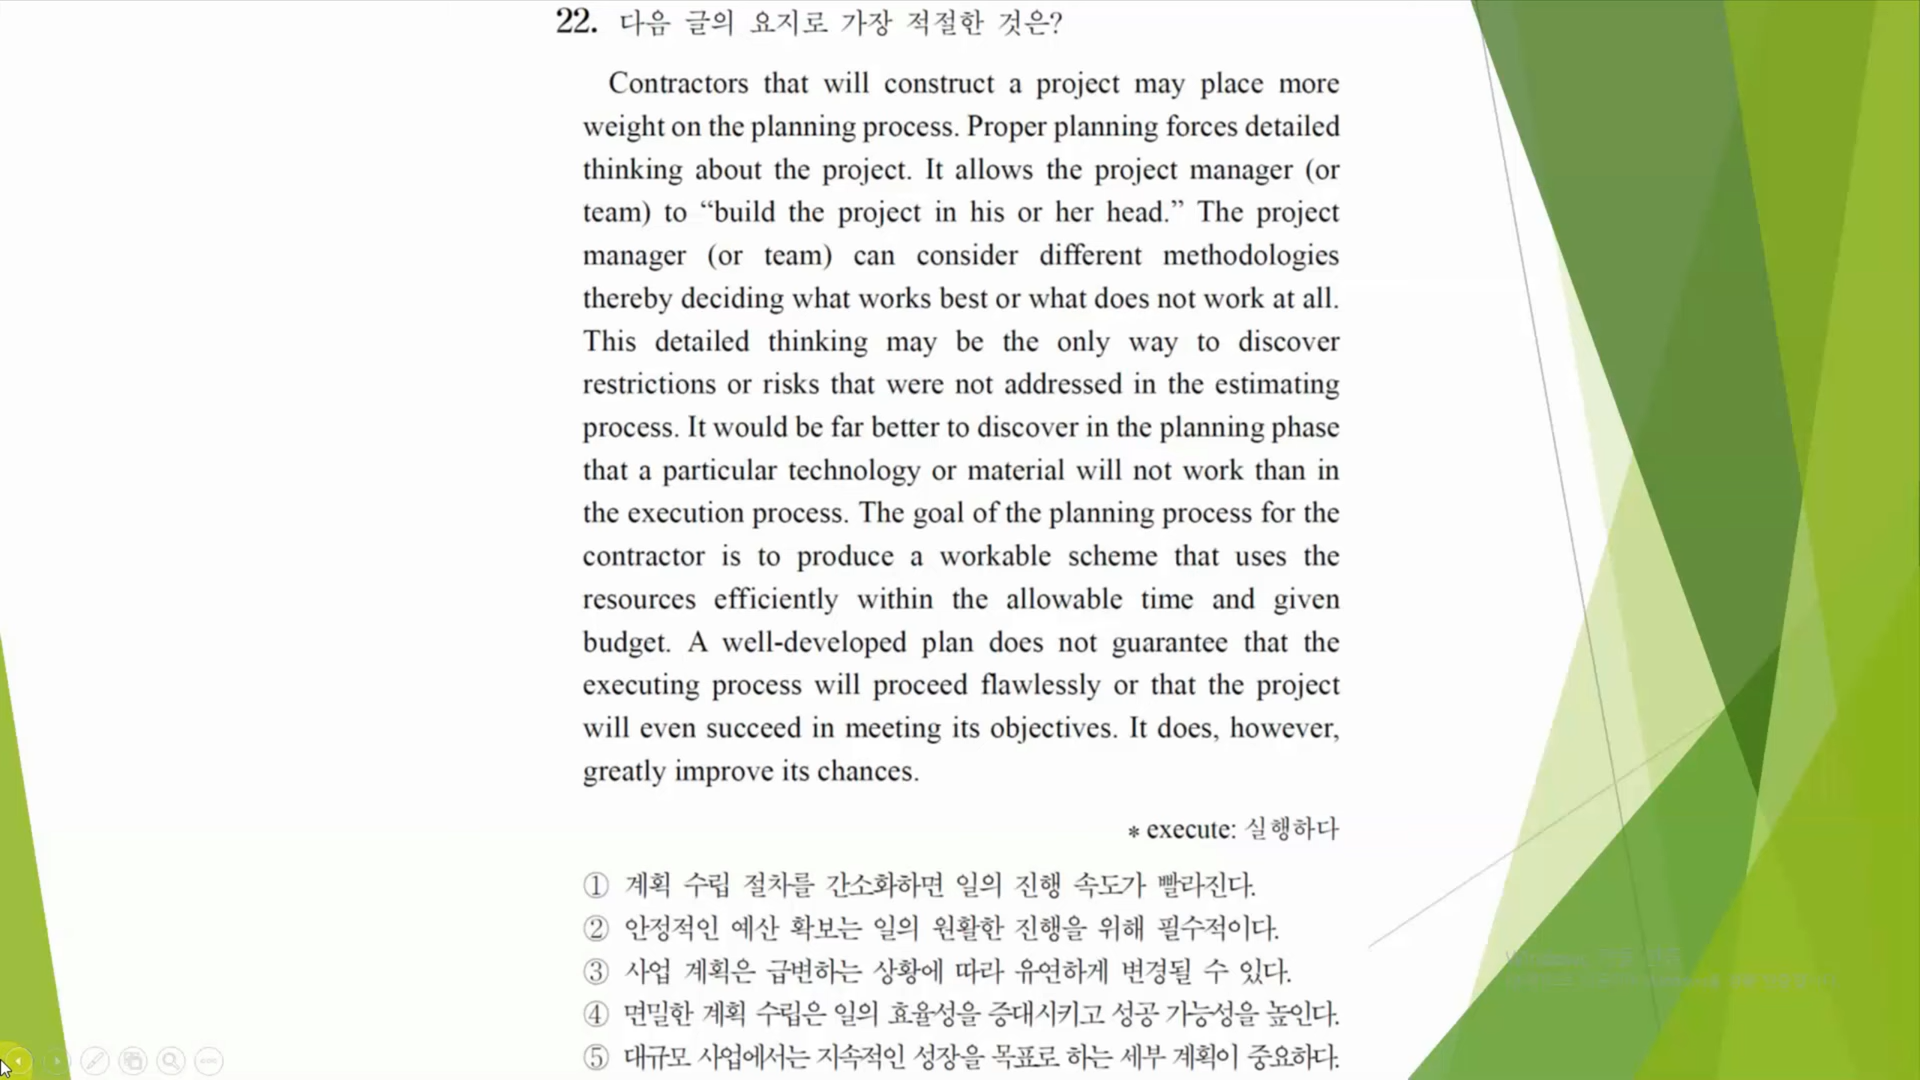 22. 다음 글의 요지로 가장 적절한 것은?
Contractors that will construct a project may place more
weight on the planning process. Proper planning forces detailed
thinking about the project. It allows the project manager (or
team) to “build the project in his or her head.” The project
manager (or team) can consider different methodologies
thereby deciding what works best or what does not work at all.
This detailed thinking may be the only way to discover
restrictions or risks that were not addressed in the estimating
process. It would be far better to discover in the planning phase
that a particular technology or material will not work than in
the execution process. The goal of the planning process for the
contractor is to produce a workable scheme that uses the
resources efficiently within the allowable time and given
budget. A well-developed plan does not guarantee that the
executing process will proceed flawlessly or that the project
will even succeed in meeting its objectives. It does, however,
greatly improve its chances.
* execute: 실행하다
① 계획 수립 절차를 간소화하면 일의 진행 속도가 빨라진다.
② 안정적인 예산 확보는 일의 원활한 진행을 위해 필수적이다.
③ 사업 계획은 급변하는 상황에 따라 유연하게 변경될 수 있다.
④ 면밀한 계획 수립은 일의 효율성을 증대시키고 성공 가능성을 높인다.
⑤ 대규모 사업에서는 지속적인 성장을 목표로 하는 세부 계획이 중요하다.